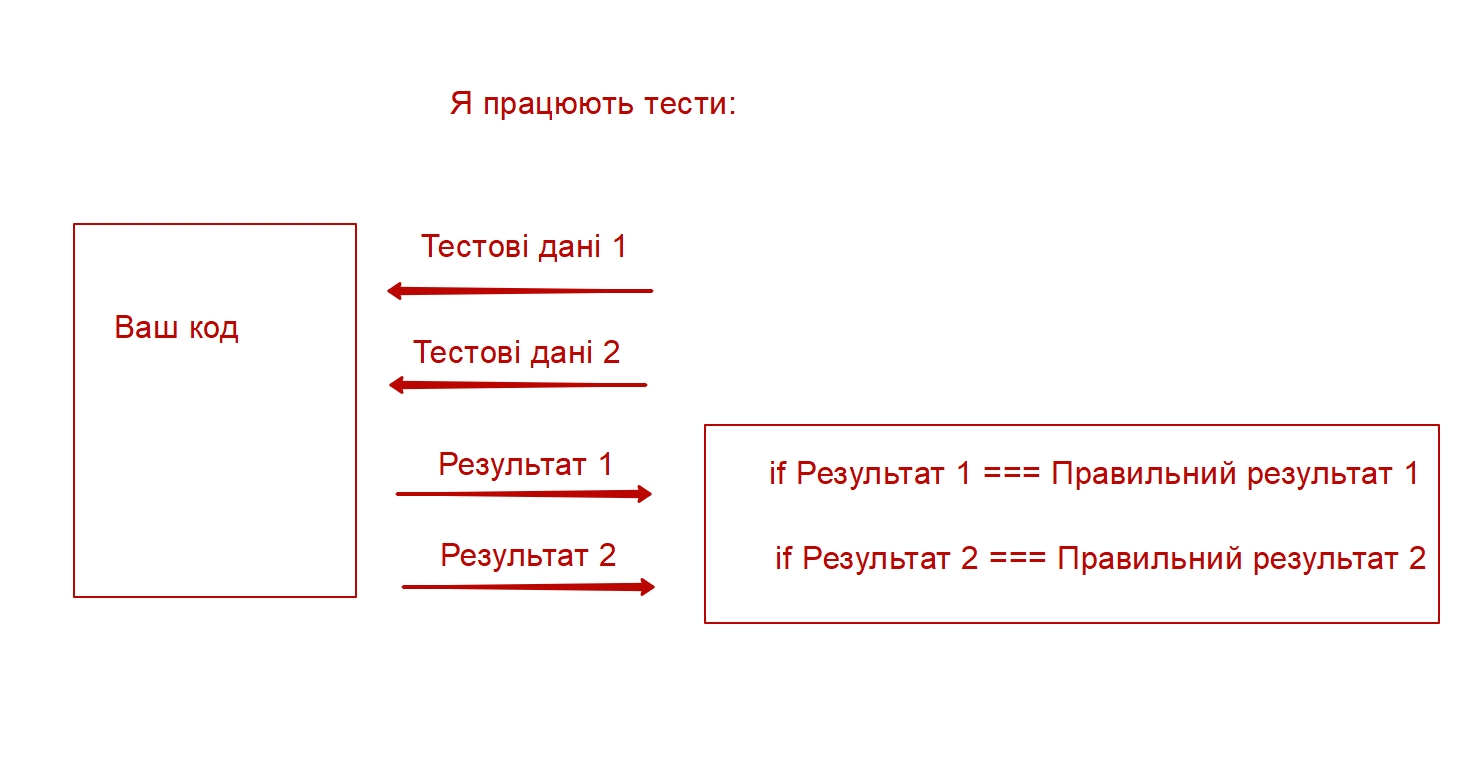 Я працюють тести:
Тестові дані 1
Ваш код
Тестові дані 2
Результат 1
if Результат 1 === Правильний результат 1
Результат 2
if Результат 2 === Правильний результат 2